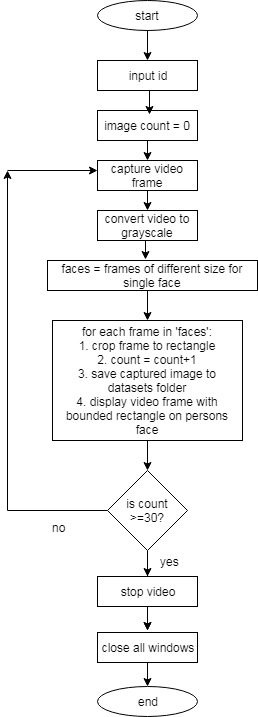 start
input id
image count = 0
capture video
frame
convert video to
grayscale
faces = frames of different size for
single face
for each frame in 'faces':
1. crop frame to rectangle
2. count = count+1
3. save captured image to
datasets folder
4. display video frame with
bounded rectangle on persons
face
is count
>=30?
no
yes
stop video
close all windows
end